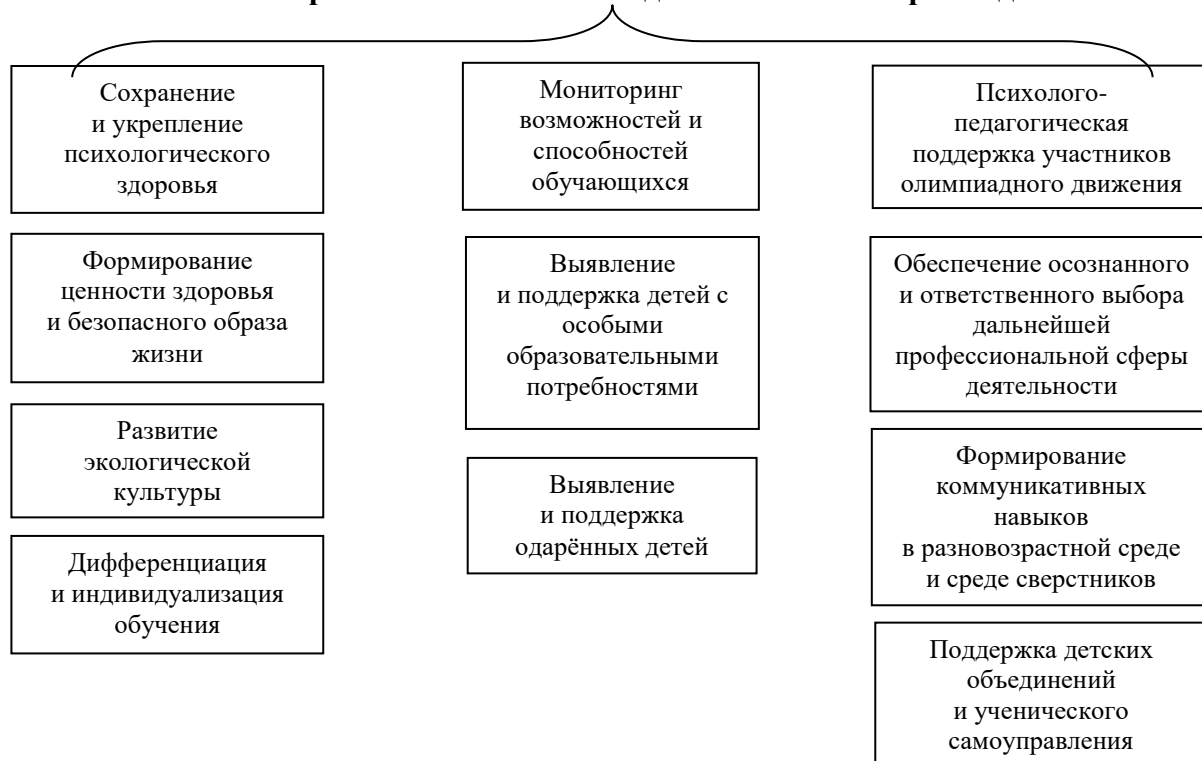 Сохранение
и укрепление
психологического
здоровья
Формирование
ценности здоровья
и безопасного образа
жизни
Развитие
экологической
культуры
Дифференциация
и индивидуализация
обучения
Мониторинг
возможностей и
способностей
обучающихся
Выявление
и поддержка детей с
особыми
образовательными
потребностями
Выявление
и поддержка
одарённых детей
Психолого-
педагогическая
поддержка участников
олимпиадного движения
Обеспечение осознанного
и ответственного выбора
дальнейшей
профессиональной сферы
деятельности
Формирование
коммуникативных
навыков
в разновозрастной среде
и среде сверстников
Поддержка детских
объединений
и ученического
самоуправления